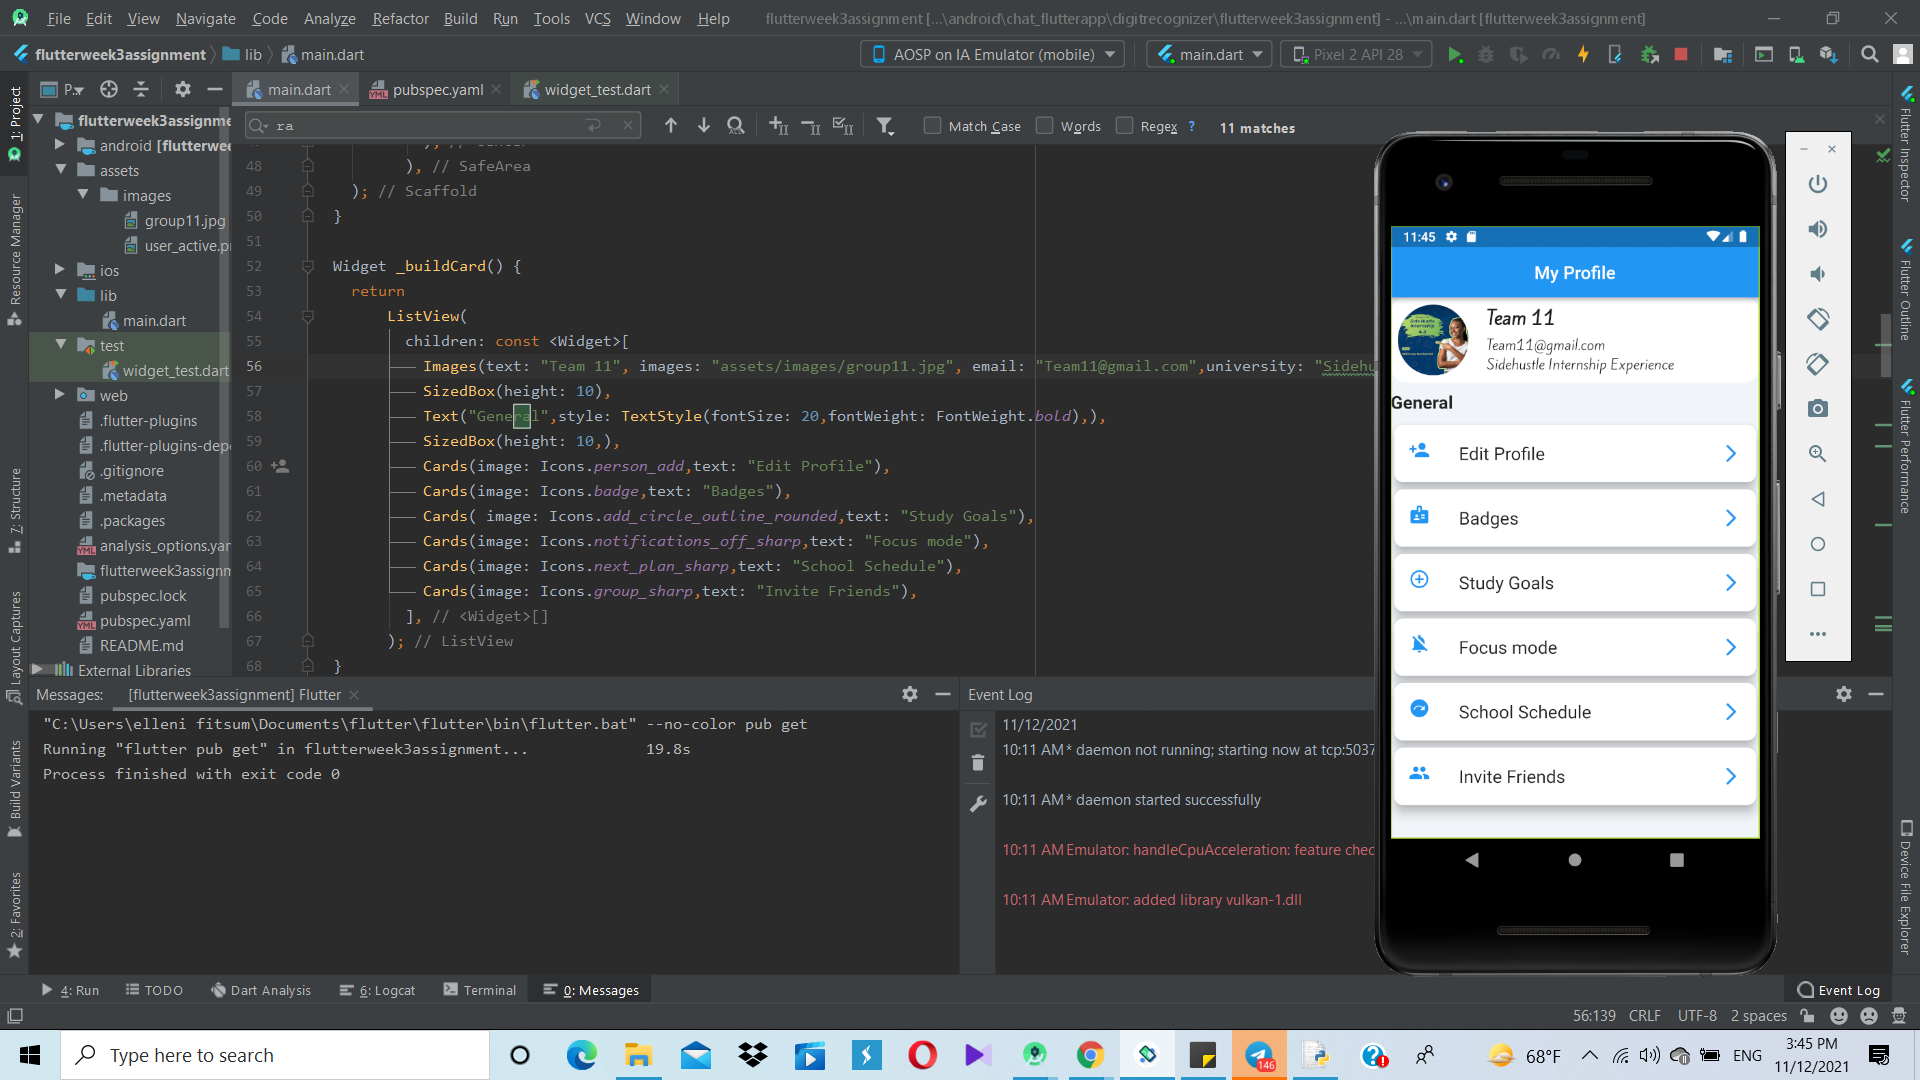 File Edit View Navigate Code Analyze Refactor Build Run Tools VCS Window Help flutterweek3assignment [...\android\chat_flutterapp\digitrecognizer\flutterweek3assignment] - ...\main.dart [flutterweek3assignment]
flutterweek3assignment lib main.dart AOSP on IA Emulator (mobile) main.dart Pixel 2 API 28
P... main.dart pubspec.yaml widget_test.dart
ra Match Case Words Regex ? 11 matches
1: Project
Resource Manager
7: Structure
Layout Captures
Build Variants
2: Favorites
flutterweek3assignme
android [flutterwee
assets
images
group11.jpg
user_active.p
ios
lib
main.dart
test
widget_test.dart
web
.flutter-plugins
.flutter-plugins-depe
.gitignore
.metadata
.packages
analysis_options.yan
flutterweek3assignm
pubspec.lock
pubspec.yaml
README.md
External Libraries
48 ), // SafeArea
49 ); // Scaffold
50 }
51
52 Widget _buildCard() {
53 return
54 ListView(
55 children: const <Widget>[
56 Images(text: "Team 11", images: "assets/images/group11.jpg", email: "Team11@gmail.com",university: "Sidehu
57 SizedBox(height: 10),
58 Text("General",style: TextStyle(fontSize: 20,fontWeight: FontWeight.bold),),
59 SizedBox(height: 10,),
60 Cards(image: Icons.person_add,text: "Edit Profile"),
61 Cards(image: Icons.badge,text: "Badges"),
62 Cards( image: Icons.add_circle_outline_rounded,text: "Study Goals"),
63 Cards(image: Icons.notifications_off_sharp,text: "Focus mode"),
64 Cards(image: Icons.next_plan_sharp,text: "School Schedule"),
65 Cards(image: Icons.group_sharp,text: "Invite Friends"),
66 ], // <Widget>[]
67 ); // ListView
68 }
11:45
My Profile
Team 11
Team11@gmail.com
Sidehustle Internship Experience
General
Edit Profile
Badges
Study Goals
Focus mode
School Schedule
Invite Friends
Flutter Inspector
Flutter Outline
Flutter Performance
Device File Explorer
Messages: [flutterweek3assignment] Flutter
"C:\Users\elleni fitsum\Documents\flutter\flutter\bin\flutter.bat" --no-color pub get
Running "flutter pub get" in flutterweek3assignment... 19.8s
Process finished with exit code 0
Event Log
11/12/2021
10:11 AM * daemon not running; starting now at tcp:5037
10:11 AM * daemon started successfully
10:11 AM Emulator: handleCpuAcceleration: feature chec
10:11 AM Emulator: added library vulkan-1.dll
4: Run TODO Dart Analysis 6: Logcat Terminal 0: Messages Event Log
56:139 CRLF UTF-8 2 spaces
Type here to search 146 68°F ENG 3:45 PM
11/12/2021